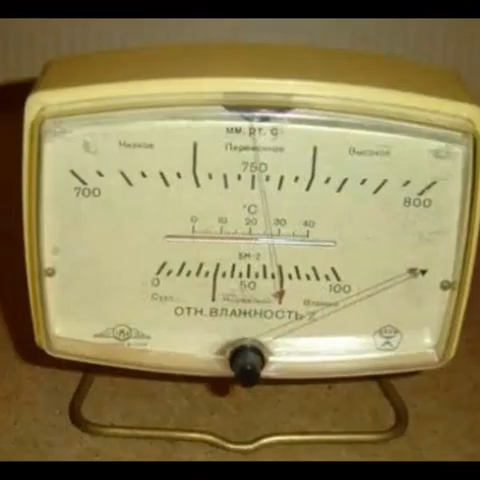 ММ. РТ. С.
Низкое Переменное Высокое
750
700 800
°C
0 10 20 30 40
БМ-2
0 50 100
Сухо Нормально Влажно
ОТН. ВЛАЖНОСТЬ %